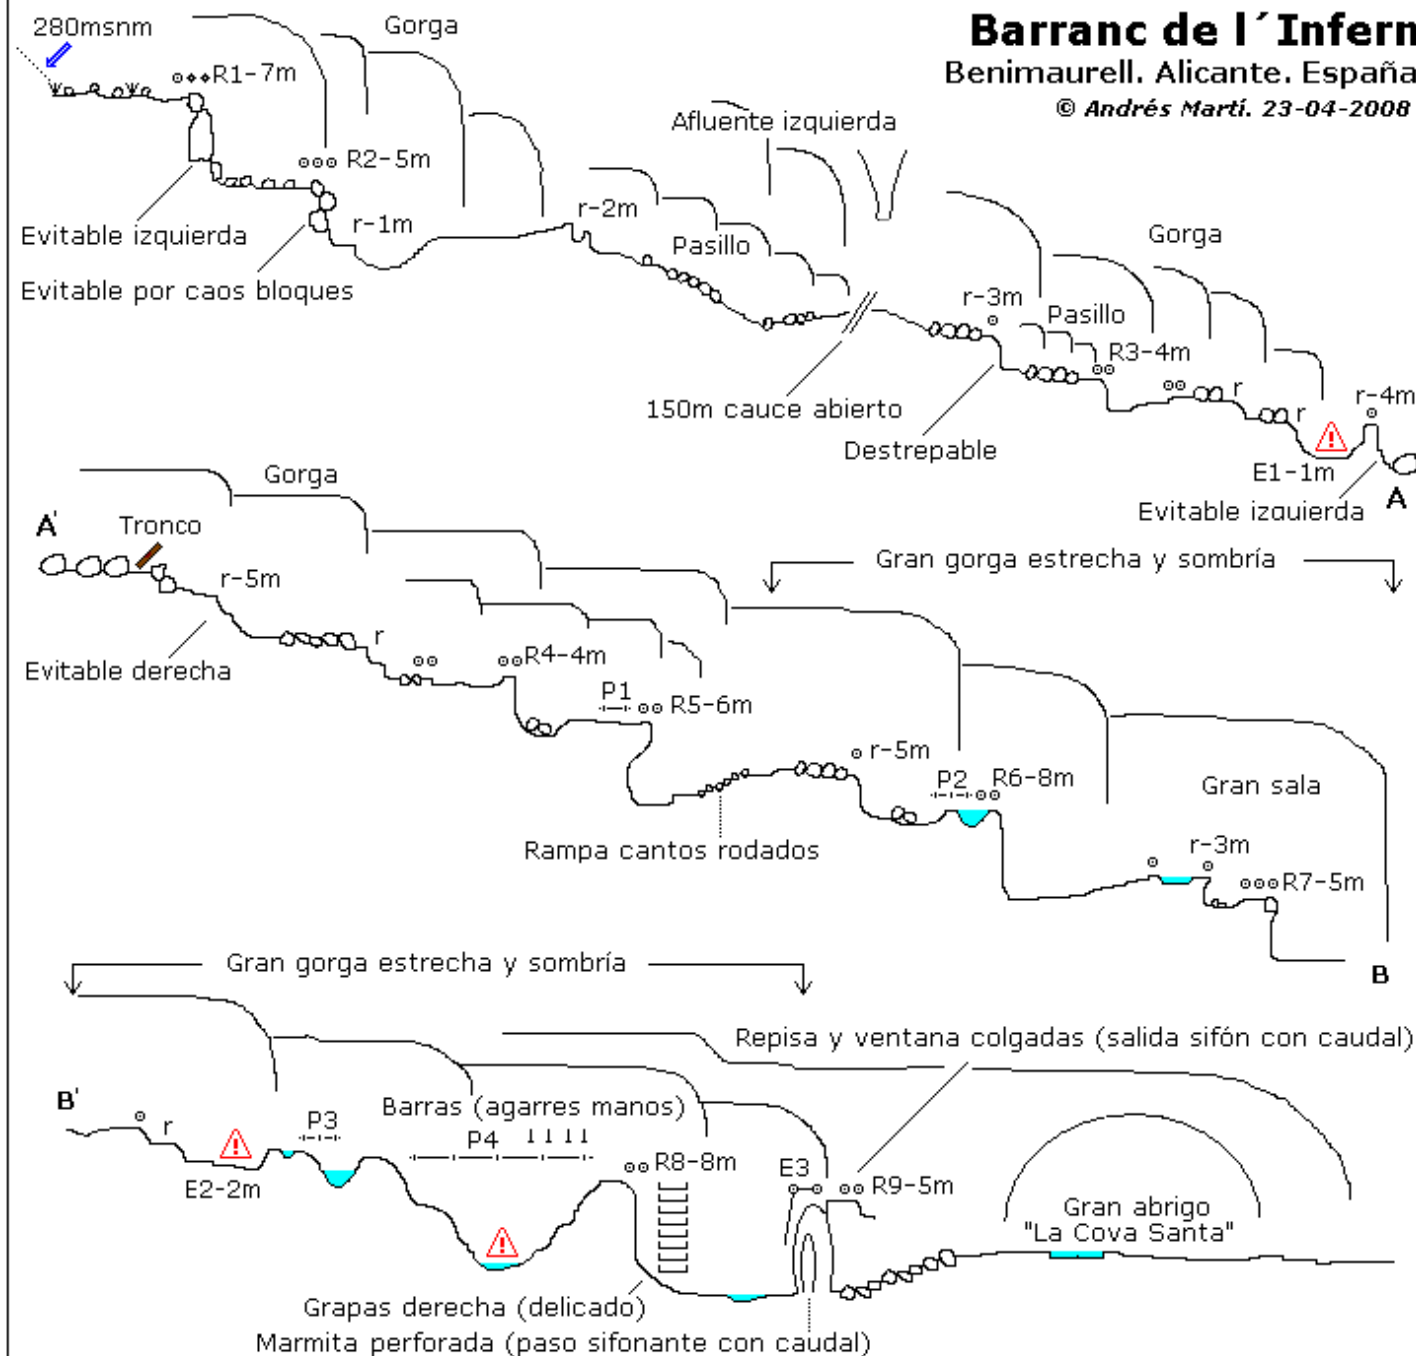 Barranc de l´Infern
Benimaurell. Alicante. España
© Andrés Martí. 23-04-2008
280msnm
R1-7m
Gorga
R2-5m
Evitable izquierda
r-1m
Evitable por caos bloques
r-2m
Pasillo
Afluente izquierda
150m cauce abierto
r-3m
Pasillo
R3-4m
Gorga
Destrepable
r
r
r-4m
E1-1m
Evitable izquierda
A
A'
Tronco
Gorga
r-5m
Evitable derecha
r
R4-4m
P1
R5-6m
Gran gorga estrecha y sombría
Rampa cantos rodados
r-5m
P2
R6-8m
Gran sala
r-3m
R7-5m
B
Gran gorga estrecha y sombría
Repisa y ventana colgadas (salida sifón con caudal)
B'
r
E2-2m
P3
Barras (agarres manos)
P4
R8-8m
E3
R9-5m
Gran abrigo
"La Cova Santa"
Grapas derecha (delicado)
Marmita perforada (paso sifonante con caudal)